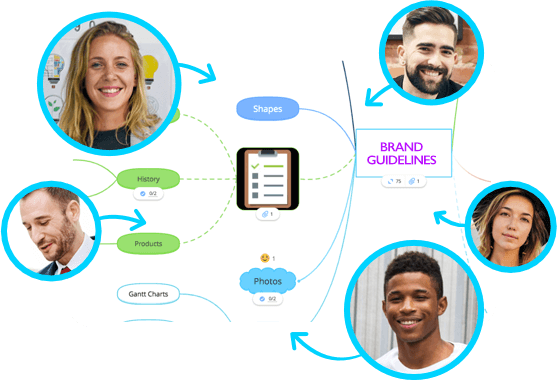 Shapes
BRAND
GUIDELINES
75 1
History
0/2
1
Products
1
Photos
0/2
Gantt Charts